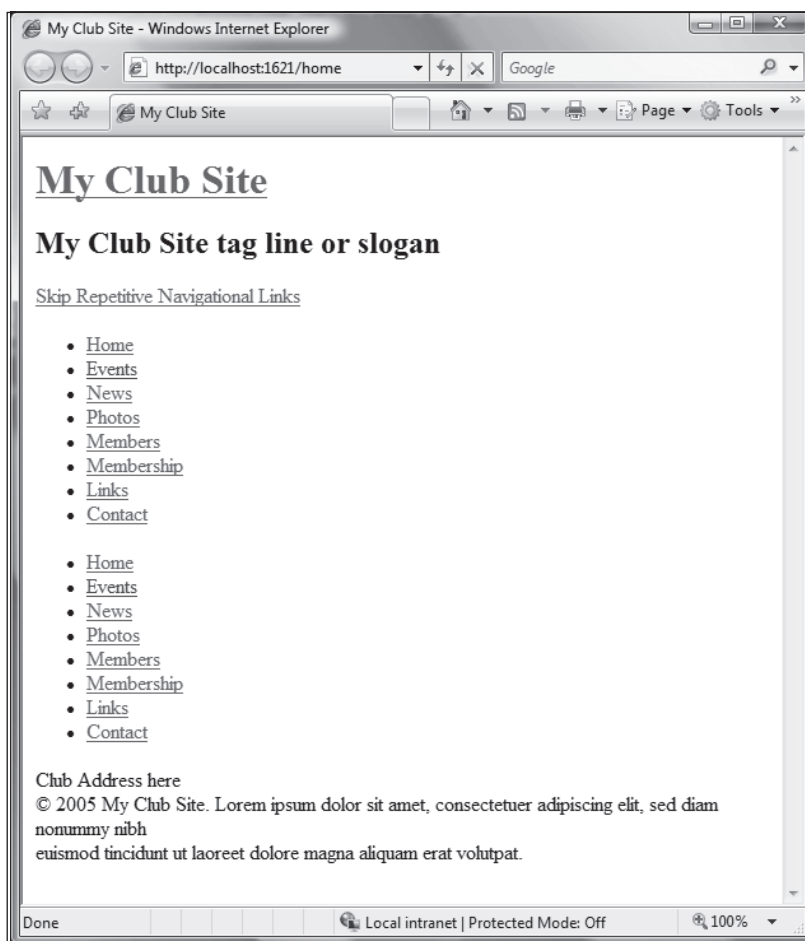 My Club Site - Windows Internet Explorer
http://localhost:1621/home
Google
My Club Site
Page
Tools
»
My Club Site
My Club Site tag line or slogan
Skip Repetitive Navigational Links
• Home
• Events
• News
• Photos
• Members
• Membership
• Links
• Contact
• Home
• Events
• News
• Photos
• Members
• Membership
• Links
• Contact
Club Address here
© 2005 My Club Site. Lorem ipsum dolor sit amet, consectetuer adipiscing elit, sed diam
nonummy nibh
euismod tincidunt ut laoreet dolore magna aliquam erat volutpat.
Done
Local intranet | Protected Mode: Off
100%